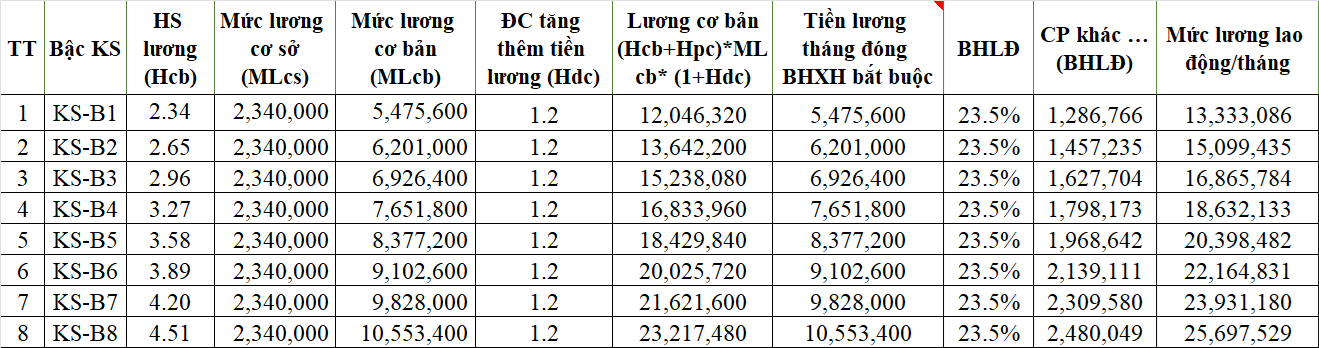 TT | Bậc KS | HS lương (Hcb) | Mức lương cơ sở (MLcs) | Mức lương cơ bản (MLcb) | ĐC tăng thêm tiền lương (Hdc) | Lương cơ bản (Hcb+Hpc)*ML cb* (1+Hdc) | Tiền lương tháng đóng BHXH bắt buộc | BHLĐ | CP khác … (BHLĐ) | Mức lương lao động/tháng
1 | KS-B1 | 2.34 | 2,340,000 | 5,475,600 | 1.2 | 12,046,320 | 5,475,600 | 23.5% | 1,286,766 | 13,333,086
2 | KS-B2 | 2.65 | 2,340,000 | 6,201,000 | 1.2 | 13,642,200 | 6,201,000 | 23.5% | 1,457,235 | 15,099,435
3 | KS-B3 | 2.96 | 2,340,000 | 6,926,400 | 1.2 | 15,238,080 | 6,926,400 | 23.5% | 1,627,704 | 16,865,784
4 | KS-B4 | 3.27 | 2,340,000 | 7,651,800 | 1.2 | 16,833,960 | 7,651,800 | 23.5% | 1,798,173 | 18,632,133
5 | KS-B5 | 3.58 | 2,340,000 | 8,377,200 | 1.2 | 18,429,840 | 8,377,200 | 23.5% | 1,968,642 | 20,398,482
6 | KS-B6 | 3.89 | 2,340,000 | 9,102,600 | 1.2 | 20,025,720 | 9,102,600 | 23.5% | 2,139,111 | 22,164,831
7 | KS-B7 | 4.20 | 2,340,000 | 9,828,000 | 1.2 | 21,621,600 | 9,828,000 | 23.5% | 2,309,580 | 23,931,180
8 | KS-B8 | 4.51 | 2,340,000 | 10,553,400 | 1.2 | 23,217,480 | 10,553,400 | 23.5% | 2,480,049 | 25,697,529